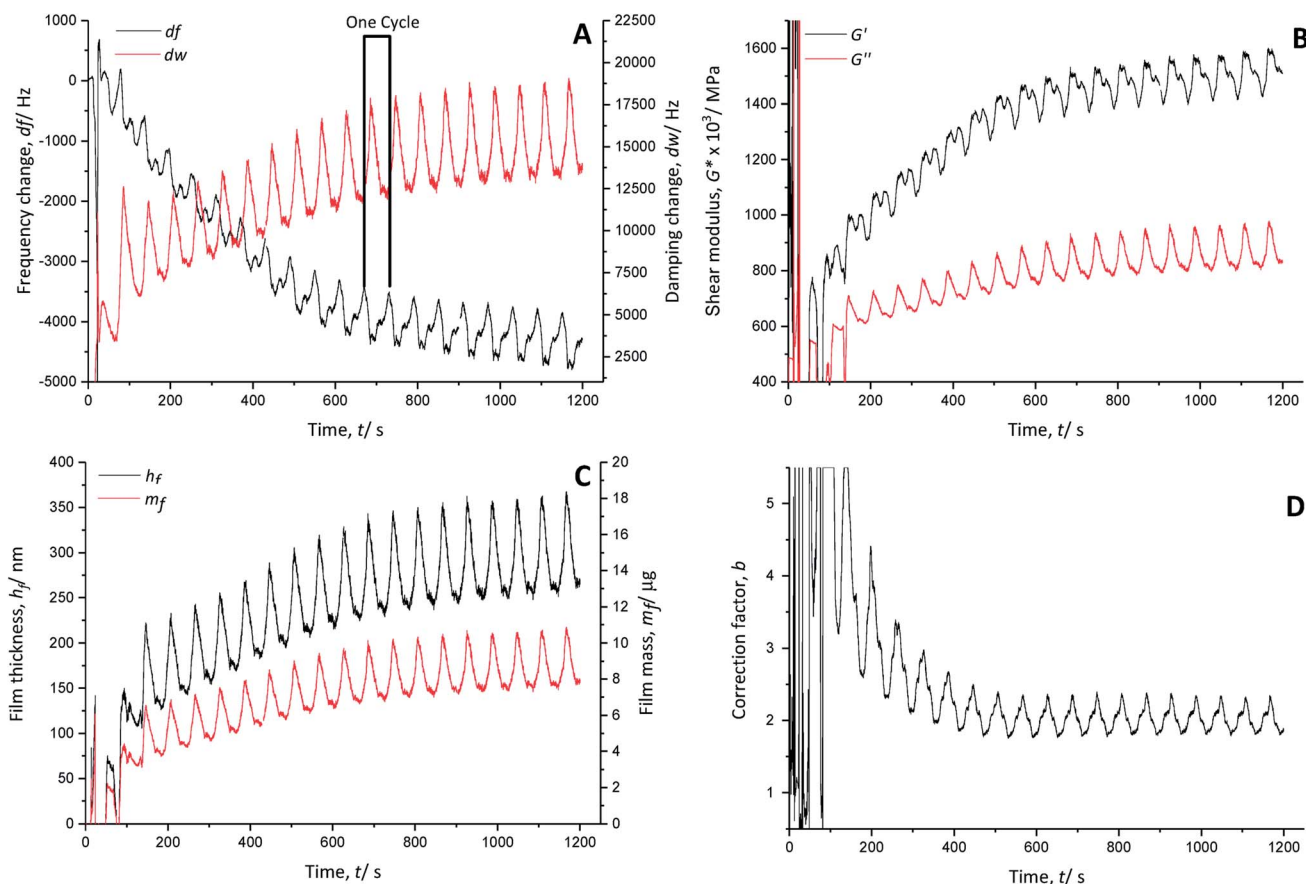 One Cycle
A
df
dw
Frequency change, df/ Hz
1000
0
-1000
-2000
-3000
-4000
-5000
22500
20000
17500
15000
12500
10000
7500
5000
2500
Damping change, dw/ Hz
0 200 400 600 800 1000 1200
Time, t/ s
B
G'
G''
Shear modulus, G* x 10³/ MPa
1600
1400
1200
1000
800
600
400
0 200 400 600 800 1000 1200
Time, t/ s
C
hf
mf
Film thickness, hf/ nm
400
350
300
250
200
150
100
50
0
20
18
16
14
12
10
8
6
4
2
0
Film mass, mf/ μg
0 200 400 600 800 1000 1200
Time, t/ s
D
Correction factor, b
5
4
3
2
1
0 200 400 600 800 1000 1200
Time, t/ s